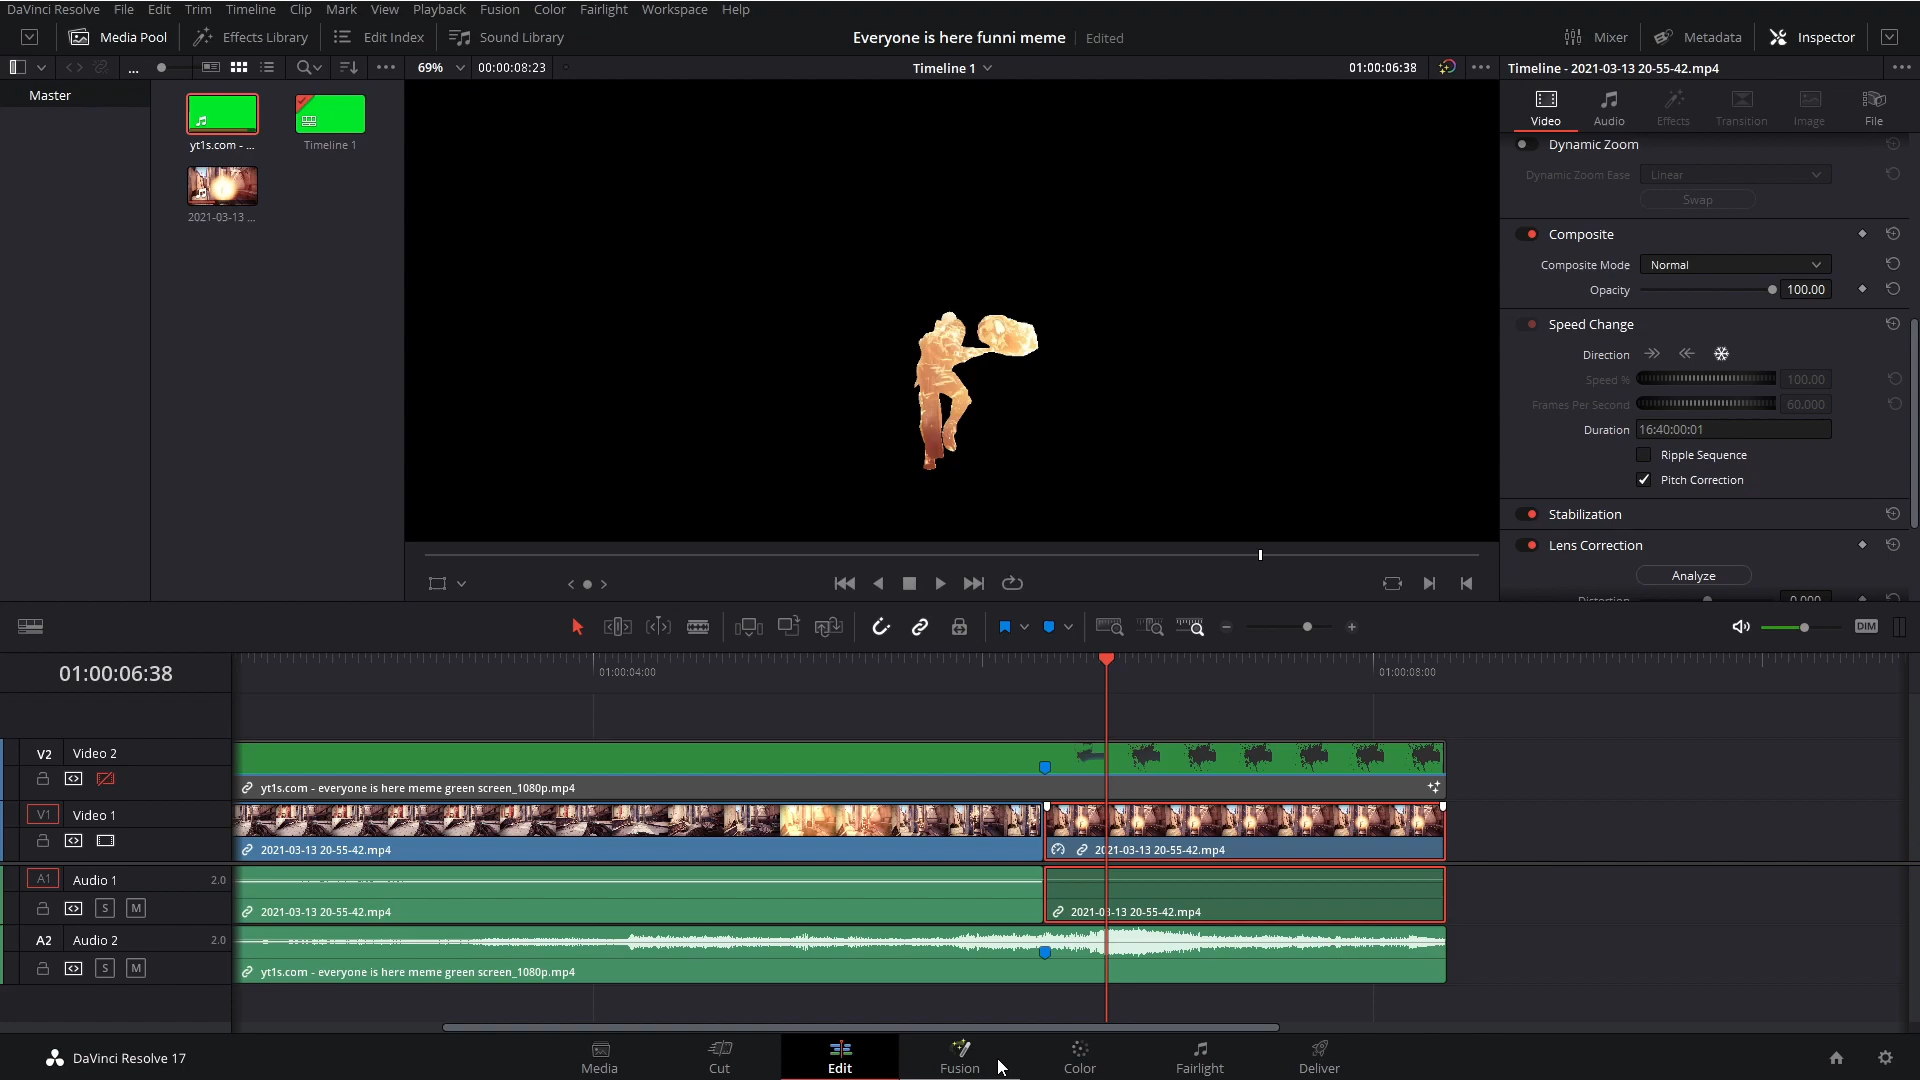 DaVinci Resolve File Edit Trim Timeline Clip Mark View Playback Fusion Color Fairlight Workspace Help
Media Pool Effects Library Edit Index Sound Library Everyone is here funni meme Edited Mixer Metadata Inspector
... 69% 00:00:08:23 Timeline 1 01:00:06:38 Timeline - 2021-03-13 20-55-42.mp4
Master
yt1s.com - ...
Timeline 1
2021-03-13 ...
Video Audio Effects Transition Image File
Dynamic Zoom
Dynamic Zoom Ease Linear
Swap
Composite
Composite Mode Normal
Opacity 100.00
Speed Change
Direction
Speed % 100.00
Frames Per Second 60.000
Duration 16:40:00:01
Ripple Sequence
Pitch Correction
Stabilization
Lens Correction
Analyze
Distortion 0.000
DIM
01:00:06:38
01:00:04:00 01:00:08:00
V2 Video 2
yt1s.com - everyone is here meme green screen_1080p.mp4
V1 Video 1
2021-03-13 20-55-42.mp4 2021-03-13 20-55-42.mp4
A1 Audio 1 2.0
S M 2021-03-13 20-55-42.mp4 2021-03-13 20-55-42.mp4
A2 Audio 2 2.0
S M yt1s.com - everyone is here meme green screen_1080p.mp4
DaVinci Resolve 17
Media Cut Edit Fusion Color Fairlight Deliver